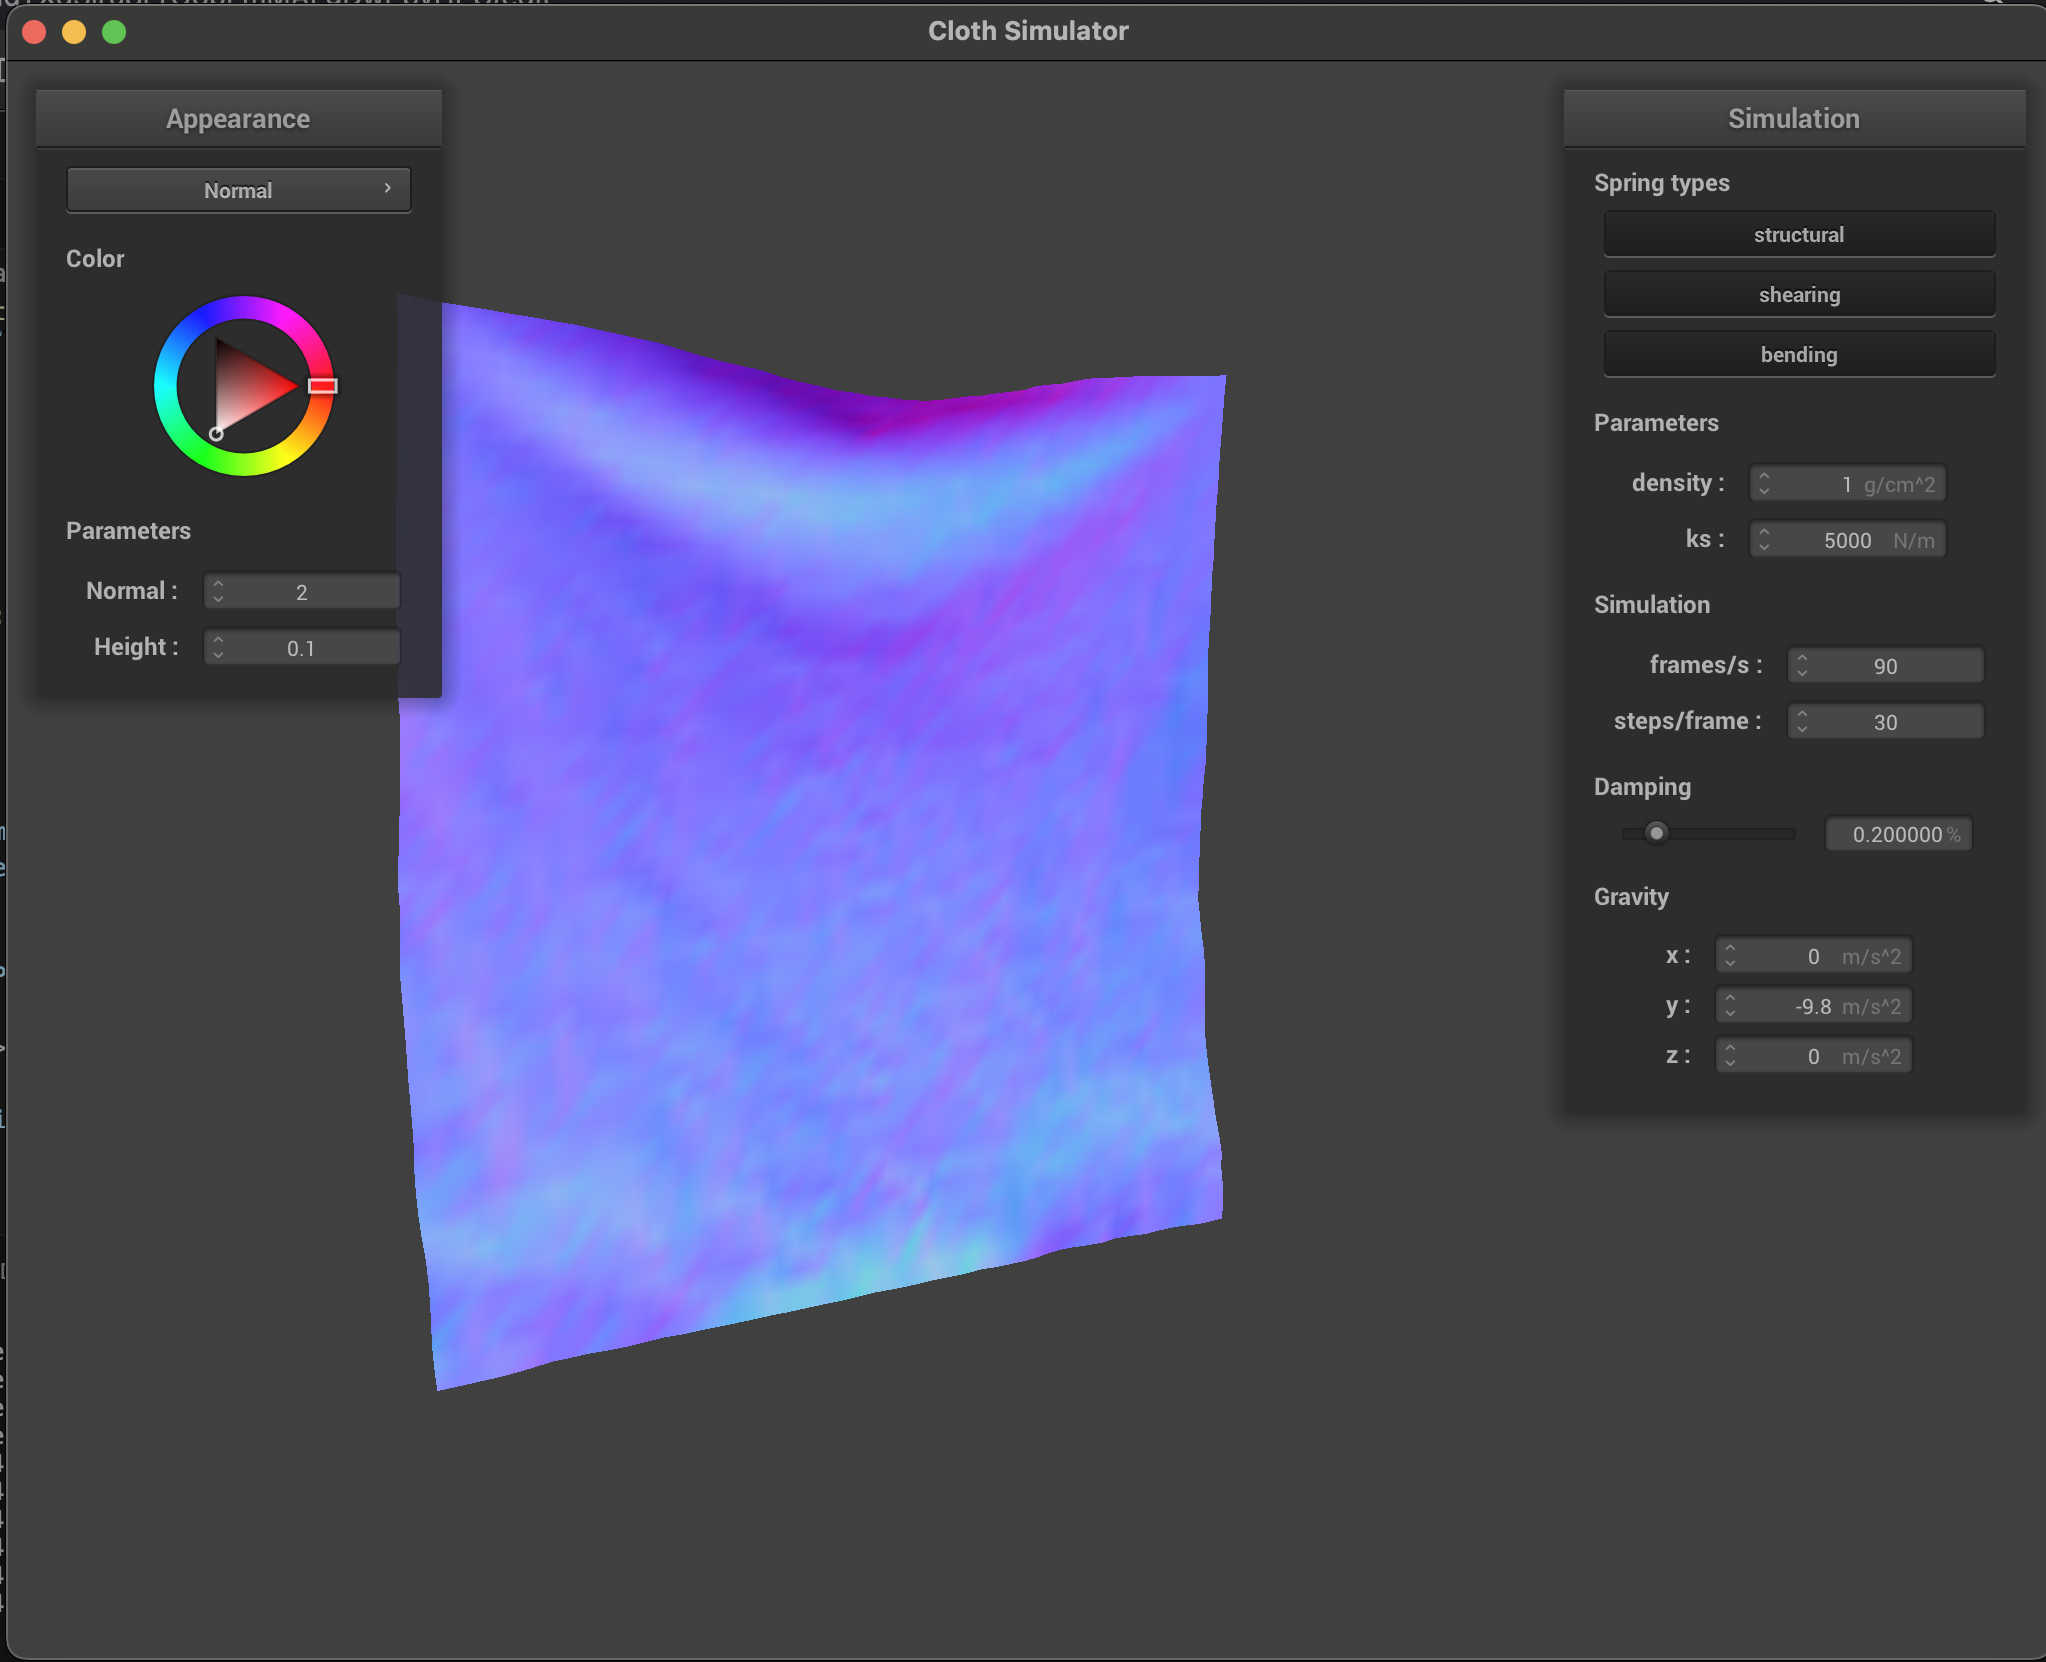 Cloth Simulator
Appearance
Normal
Color
Parameters
Normal : 2
Height : 0.1
Simulation
Spring types
structural
shearing
bending
Parameters
density : 1 g/cm^2
ks : 5000 N/m
Simulation
frames/s : 90
steps/frame : 30
Damping
0.200000 %
Gravity
x : 0 m/s^2
y : -9.8 m/s^2
z : 0 m/s^2